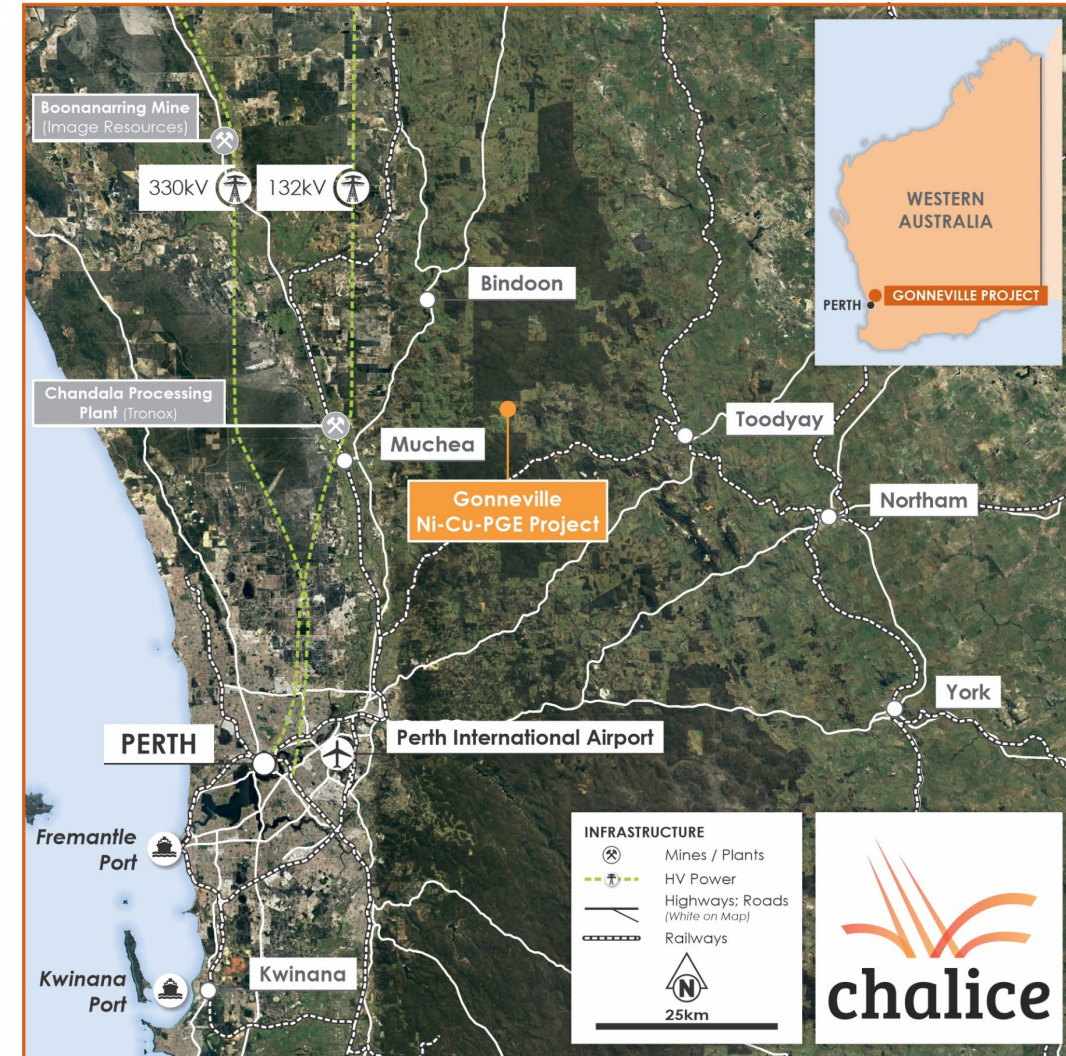 Boonanarring Mine
(Image Resources)
330kV
132kV
WESTERN
AUSTRALIA
PERTH
GONNEVILLE PROJECT
Bindoon
Chandala Processing
Plant (Tronox)
Muchea
Toodyay
Gonneville
Ni-Cu-PGE Project
Northam
York
PERTH
Perth International Airport
Fremantle
Port
Kwinana
Port
Kwinana
INFRASTRUCTURE
Mines / Plants
HV Power
Highways; Roads
(White on Map)
Railways
N
25km
chalice